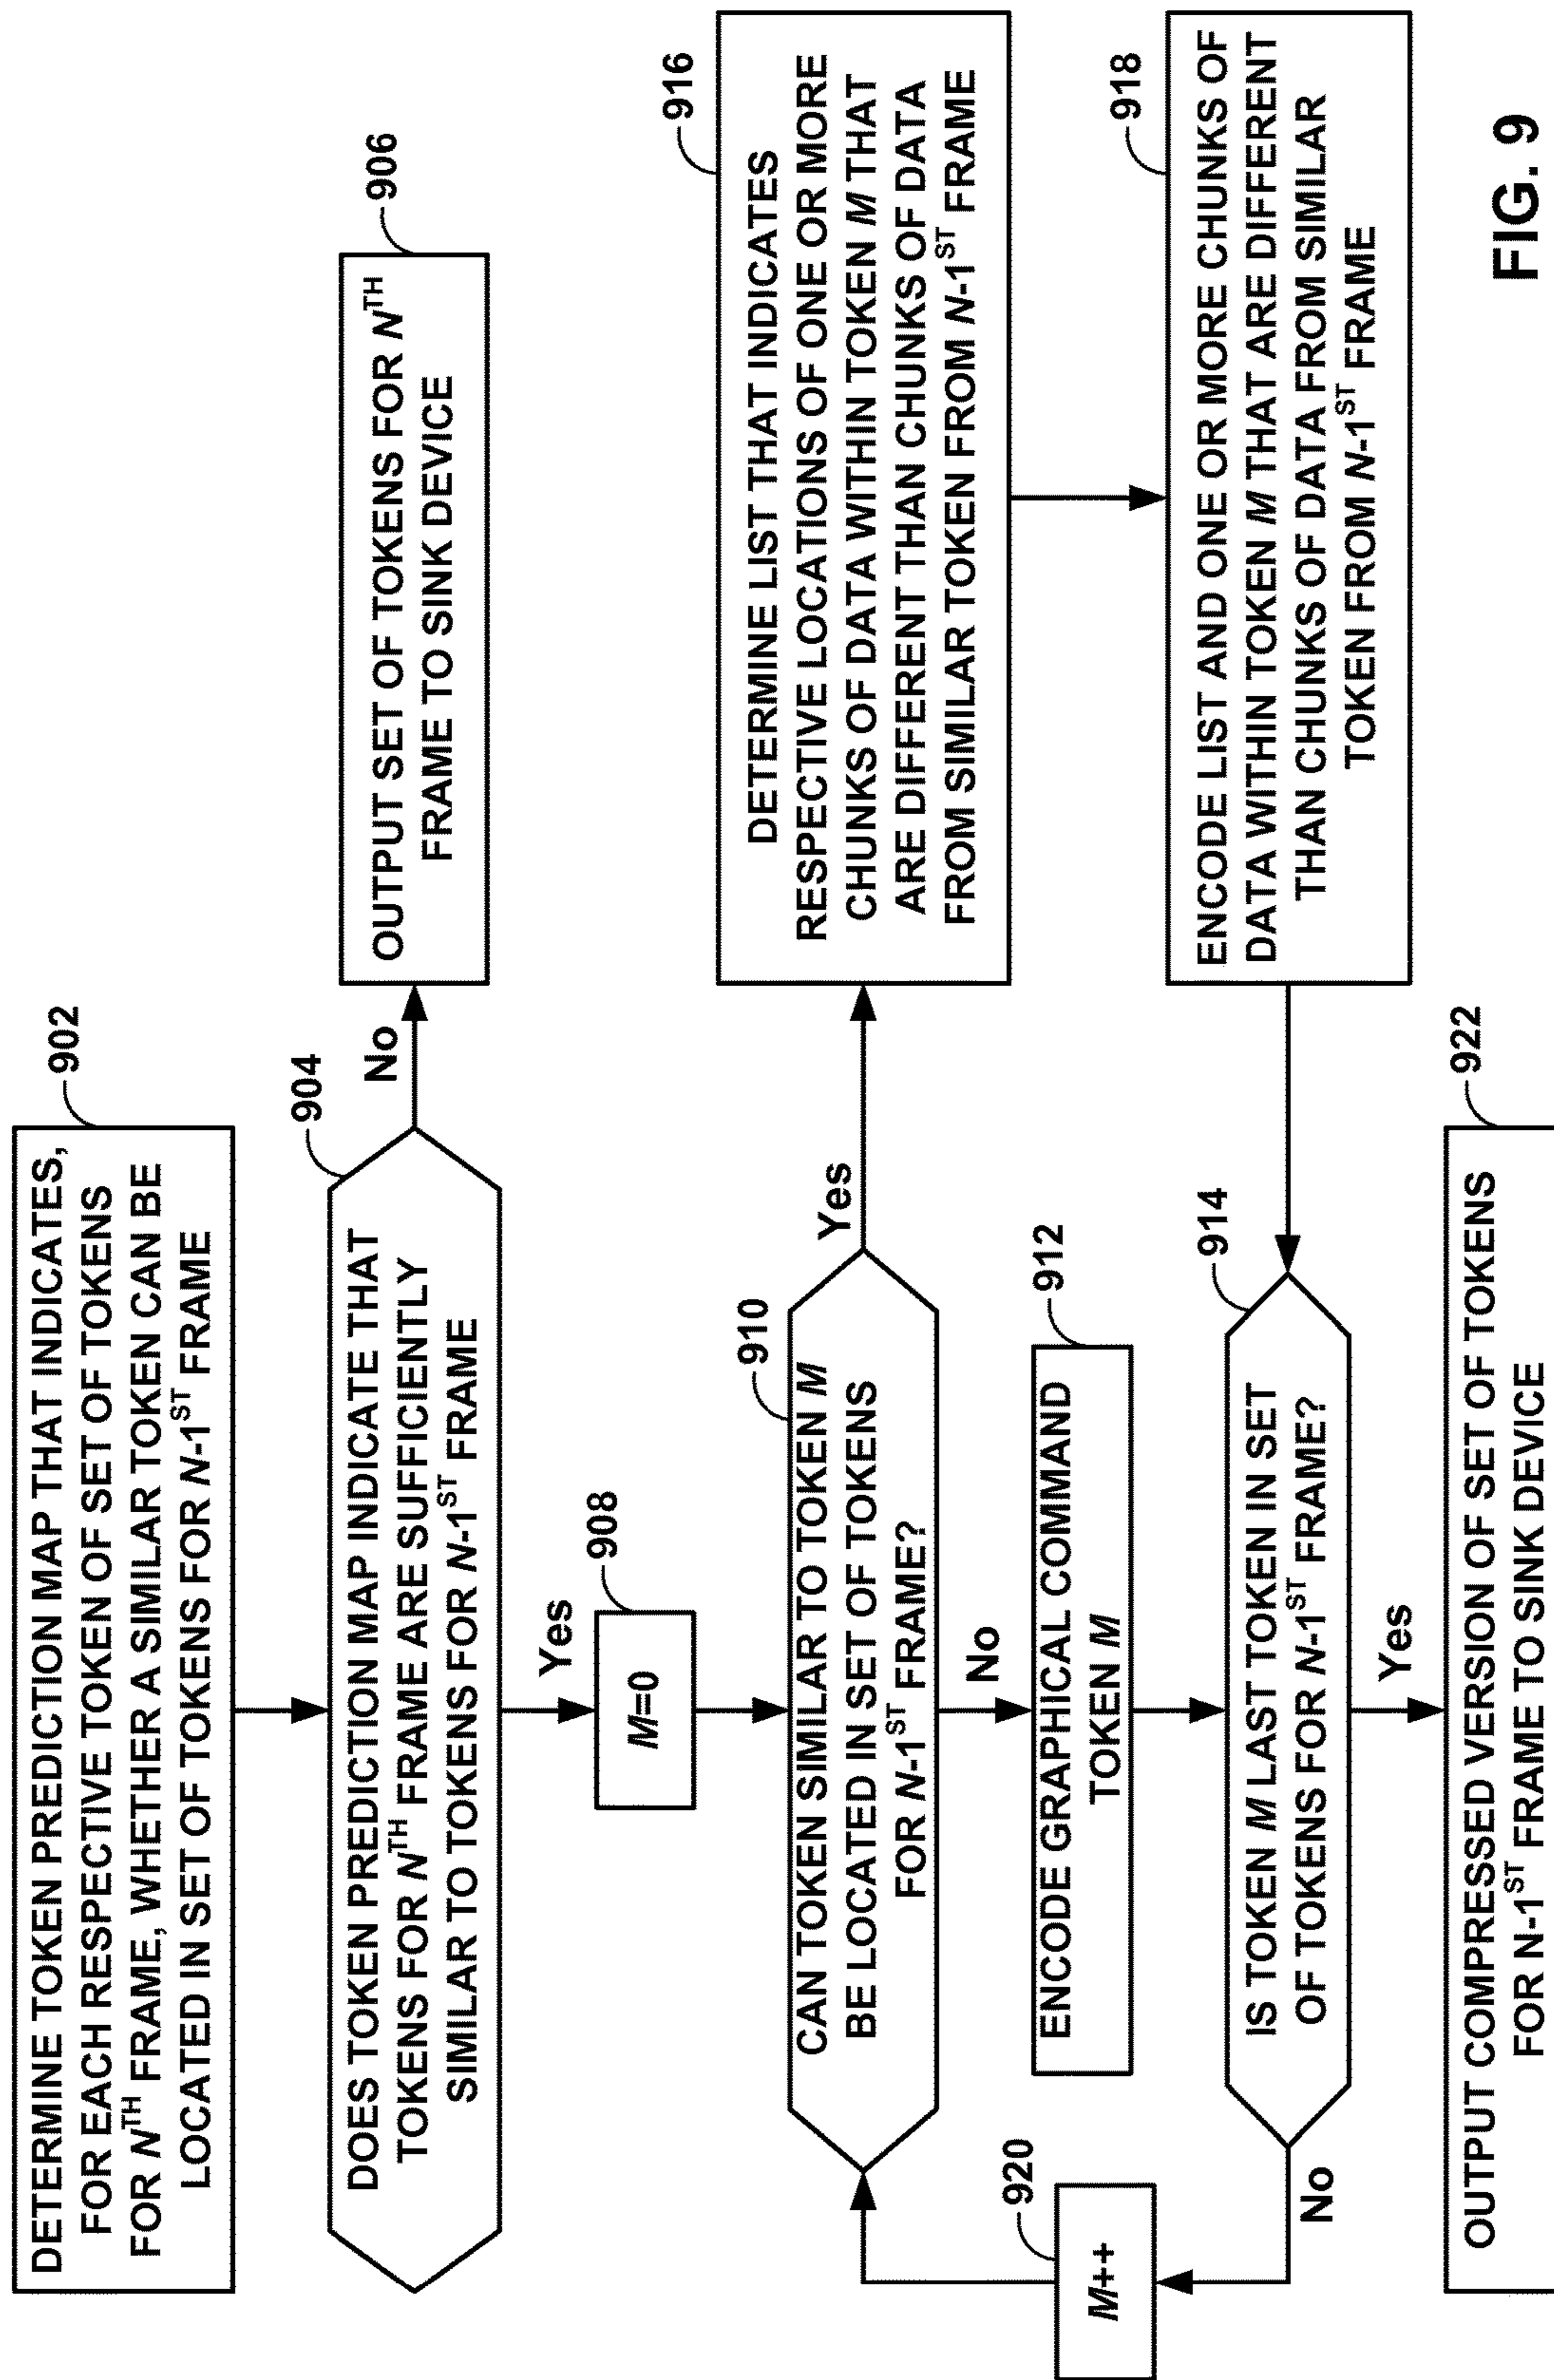 902
DETERMINE TOKEN PREDICTION MAP THAT INDICATES,
FOR EACH RESPECTIVE TOKEN OF SET OF TOKENS
FOR Nᵀᴴ FRAME, WHETHER A SIMILAR TOKEN CAN BE
LOCATED IN SET OF TOKENS FOR N-1ˢᵀ FRAME
904
DOES TOKEN PREDICTION MAP INDICATE THAT
TOKENS FOR Nᵀᴴ FRAME ARE SUFFICIENTLY
SIMILAR TO TOKENS FOR N-1ˢᵀ FRAME
No
906
OUTPUT SET OF TOKENS FOR Nᵀᴴ
FRAME TO SINK DEVICE
Yes
908
M=0
910
CAN TOKEN SIMILAR TO TOKEN M
BE LOCATED IN SET OF TOKENS
FOR N-1ˢᵀ FRAME?
Yes
916
DETERMINE LIST THAT INDICATES
RESPECTIVE LOCATIONS OF ONE OR MORE
CHUNKS OF DATA WITHIN TOKEN M THAT
ARE DIFFERENT THAN CHUNKS OF DATA
FROM SIMILAR TOKEN FROM N-1ˢᵀ FRAME
No
912
ENCODE GRAPHICAL COMMAND
TOKEN M
918
ENCODE LIST AND ONE OR MORE CHUNKS OF
DATA WITHIN TOKEN M THAT ARE DIFFERENT
THAN CHUNKS OF DATA FROM SIMILAR
TOKEN FROM N-1ˢᵀ FRAME
920
M++
914
IS TOKEN M LAST TOKEN IN SET
OF TOKENS FOR N-1ˢᵀ FRAME?
No
Yes
922
OUTPUT COMPRESSED VERSION OF SET OF TOKENS
FOR N-1ˢᵀ FRAME TO SINK DEVICE
FIG. 9